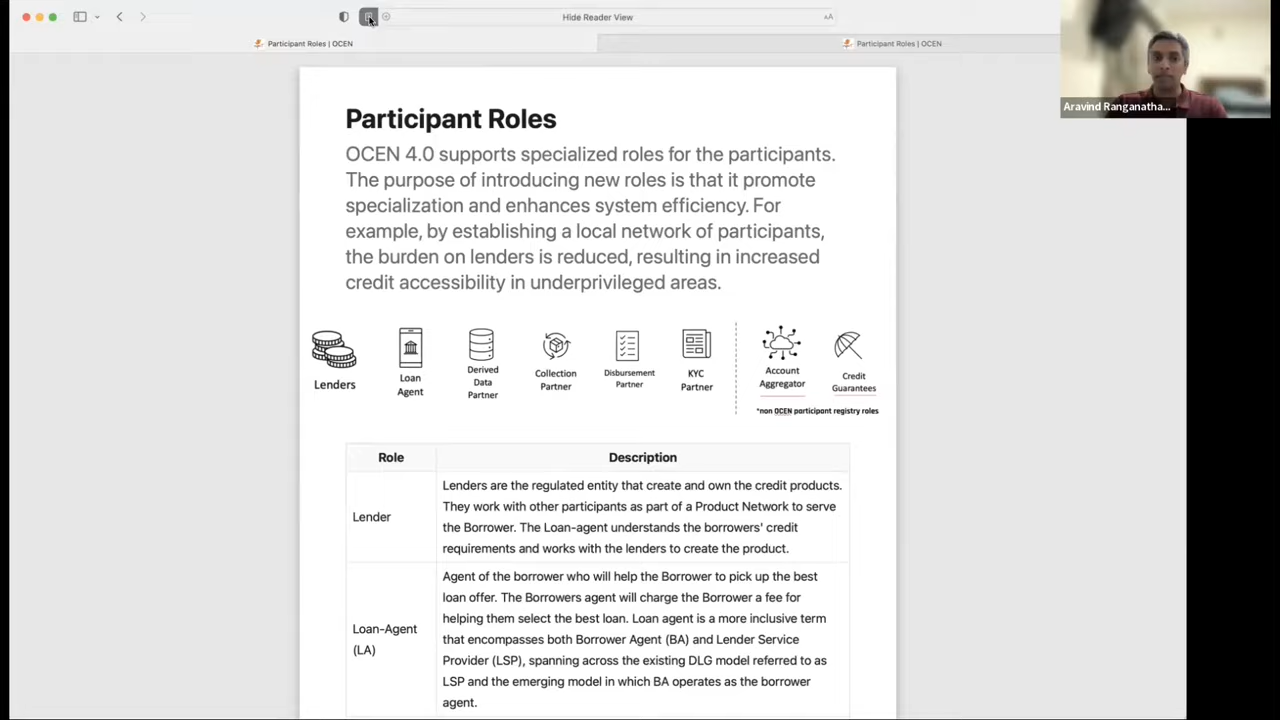 Hide Reader View
AA
Participant Roles | OCEN
Participant Roles | OCEN
Aravind Ranganatha...
Participant Roles
OCEN 4.0 supports specialized roles for the participants.
The purpose of introducing new roles is that it promote
specialization and enhances system efficiency. For
example, by establishing a local network of participants,
the burden on lenders is reduced, resulting in increased
credit accessibility in underprivileged areas.
Lenders
Loan
Agent
Derived
Data
Partner
Collection
Partner
Disbursement
Partner
KYC
Partner
Account
Aggregator
Credit
Guarantees
*non OCEN participant registry roles
Role
Description
Lender
Lenders are the regulated entity that create and own the credit products.
They work with other participants as part of a Product Network to serve
the Borrower. The Loan-agent understands the borrowers' credit
requirements and works with the lenders to create the product.
Loan-Agent
(LA)
Agent of the borrower who will help the Borrower to pick up the best
loan offer. The Borrowers agent will charge the Borrower a fee for
helping them select the best loan. Loan agent is a more inclusive term
that encompasses both Borrower Agent (BA) and Lender Service
Provider (LSP), spanning across the existing DLG model referred to as
LSP and the emerging model in which BA operates as the borrower
agent.